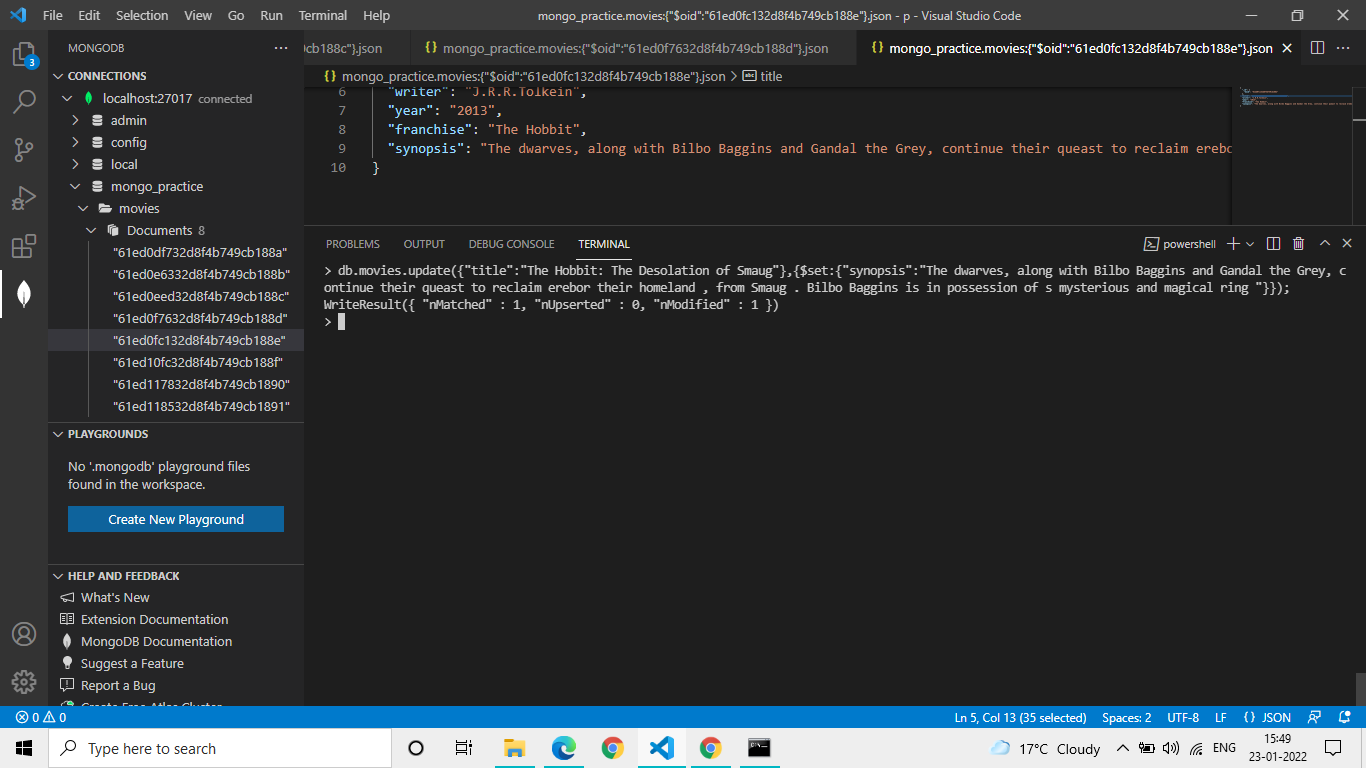 File Edit Selection View Go Run Terminal Help
mongo_practice.movies:{"$oid":"61ed0fc132d8f4b749cb188e"}.json - p - Visual Studio Code
3
MONGODB
CONNECTIONS
localhost:27017 connected
admin
config
local
mongo_practice
movies
Documents 8
"61ed0df732d8f4b749cb188a"
"61ed0e6332d8f4b749cb188b"
"61ed0eed32d8f4b749cb188c"
"61ed0f7632d8f4b749cb188d"
"61ed0fc132d8f4b749cb188e"
"61ed10fc32d8f4b749cb188f"
"61ed117832d8f4b749cb1890"
"61ed118532d8f4b749cb1891"
PLAYGROUNDS
No '.mongodb' playground files
found in the workspace.
Create New Playground
HELP AND FEEDBACK
What's New
Extension Documentation
MongoDB Documentation
Suggest a Feature
Report a Bug
Create Free Atlas Cluster
cb188c"}.json {} mongo_practice.movies:{"$oid":"61ed0f7632d8f4b749cb188d"}.json {} mongo_practice.movies:{"$oid":"61ed0fc132d8f4b749cb188e"}.json
{} mongo_practice.movies:{"$oid":"61ed0fc132d8f4b749cb188e"}.json > abc title
6 "writer": "J.R.R.Tolkein",
7 "year": "2013",
8 "franchise": "The Hobbit",
9 "synopsis": "The dwarves, along with Bilbo Baggins and Gandal the Grey, continue their queast to reclaim erebo
10 }
PROBLEMS OUTPUT DEBUG CONSOLE TERMINAL
powershell
> db.movies.update({"title":"The Hobbit: The Desolation of Smaug"},{$set:{"synopsis":"The dwarves, along with Bilbo Baggins and Gandal the Grey, c
ontinue their queast to reclaim erebor their homeland , from Smaug . Bilbo Baggins is in possession of s mysterious and magical ring "}});
WriteResult({ "nMatched" : 1, "nUpserted" : 0, "nModified" : 1 })
>
0 0
Ln 5, Col 13 (35 selected) Spaces: 2 UTF-8 LF {} JSON
Type here to search
17°C Cloudy
ENG
15:49
23-01-2022